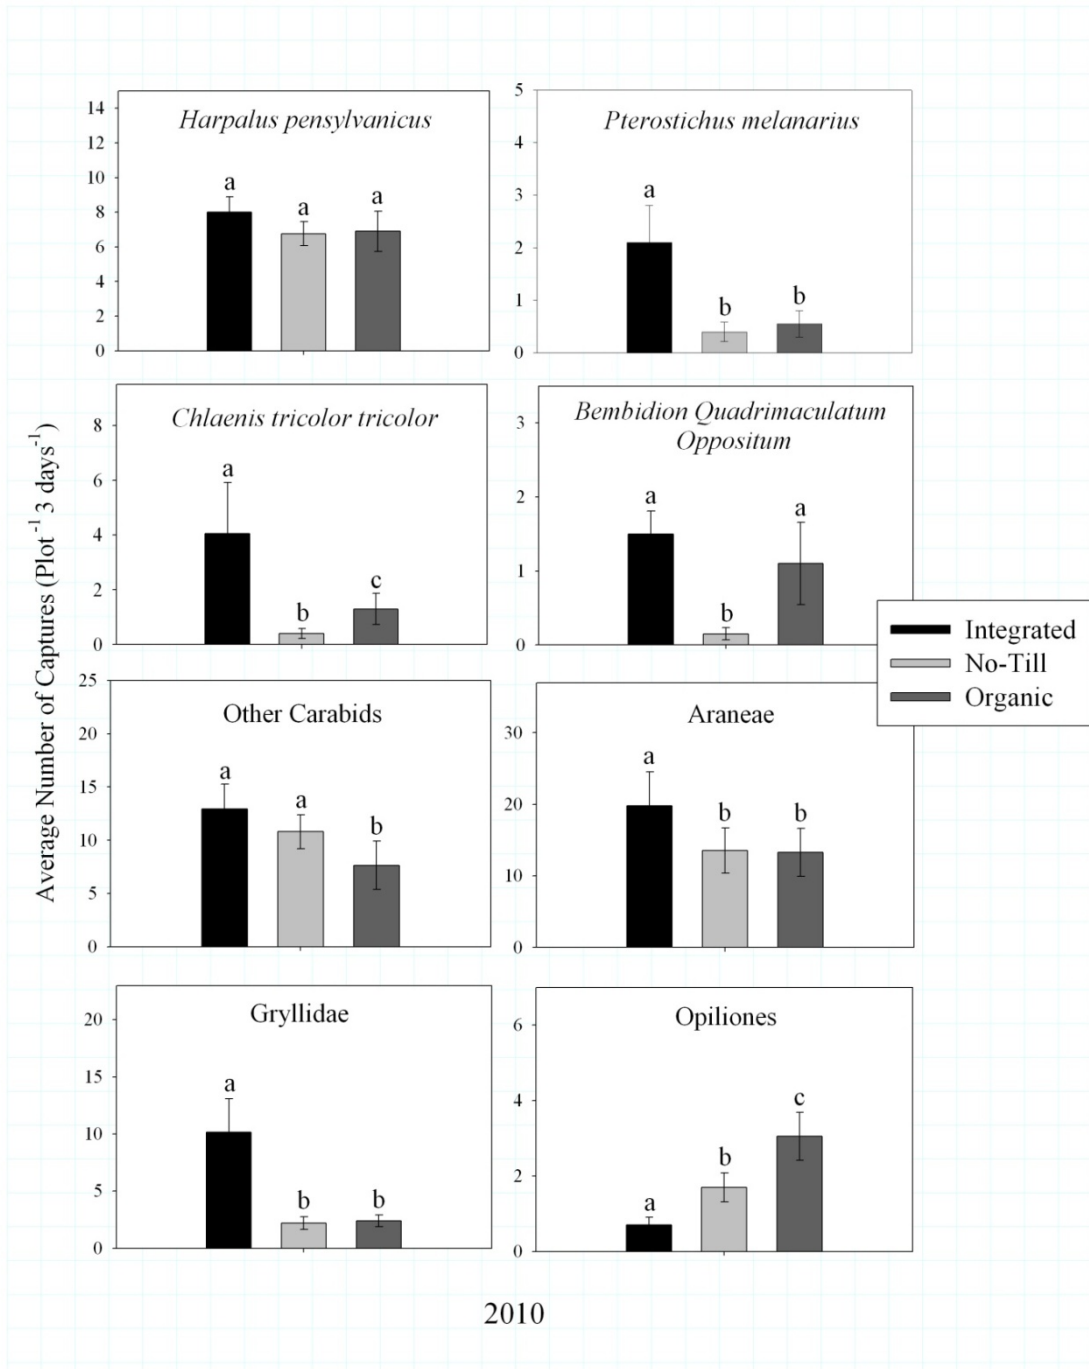 Harpalus pensylvanicus
14
12
10
8
6
4
2
0
a
a
a
Pterostichus melanarius
5
4
3
2
1
0
a
b
b
Chlaenis tricolor tricolor
8
6
4
2
0
a
b
c
Bembidion Quadrimaculatum
Oppositum
3
2
1
0
a
b
a
Average Number of Captures (Plot⁻¹ 3 days⁻¹)
Integrated
No-Till
Organic
Other Carabids
25
20
15
10
5
0
a
a
b
Araneae
30
20
10
0
a
b
b
Gryllidae
20
15
10
5
0
a
b
b
Opiliones
6
4
2
0
a
b
c
2010